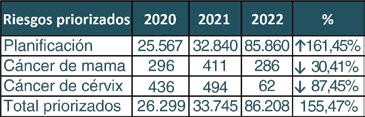 Riesgos priorizados 2020 2021 2022 %
Planificación 25.567 32.840 85.860 ↑161,45%
Cáncer de mama 296 411 286 ↓ 30,41%
Cáncer de cérvix 436 494 62 ↓ 87,45%
Total priorizados 26.299 33.745 86.208 155,47%